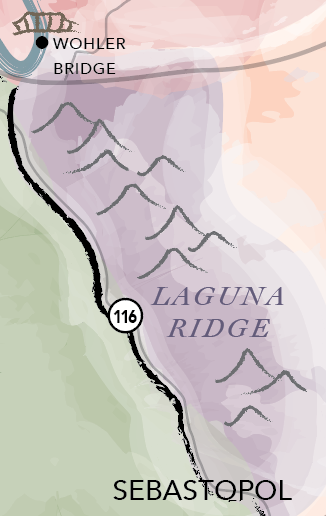 WOHLER
BRIDGE
116
LAGUNA
RIDGE
SEBASTOPOL